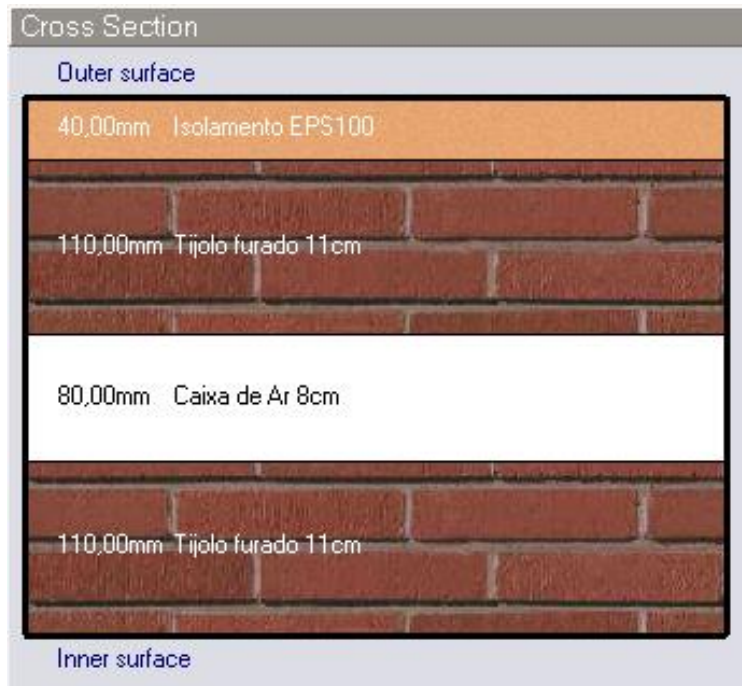 Cross Section
Outer surface
40,00mm Isolamento EPS100
110,00mm Tijolo furado 11cm
80,00mm Caixa de Ar 8cm
110,00mm Tijolo furado 11cm
Inner surface